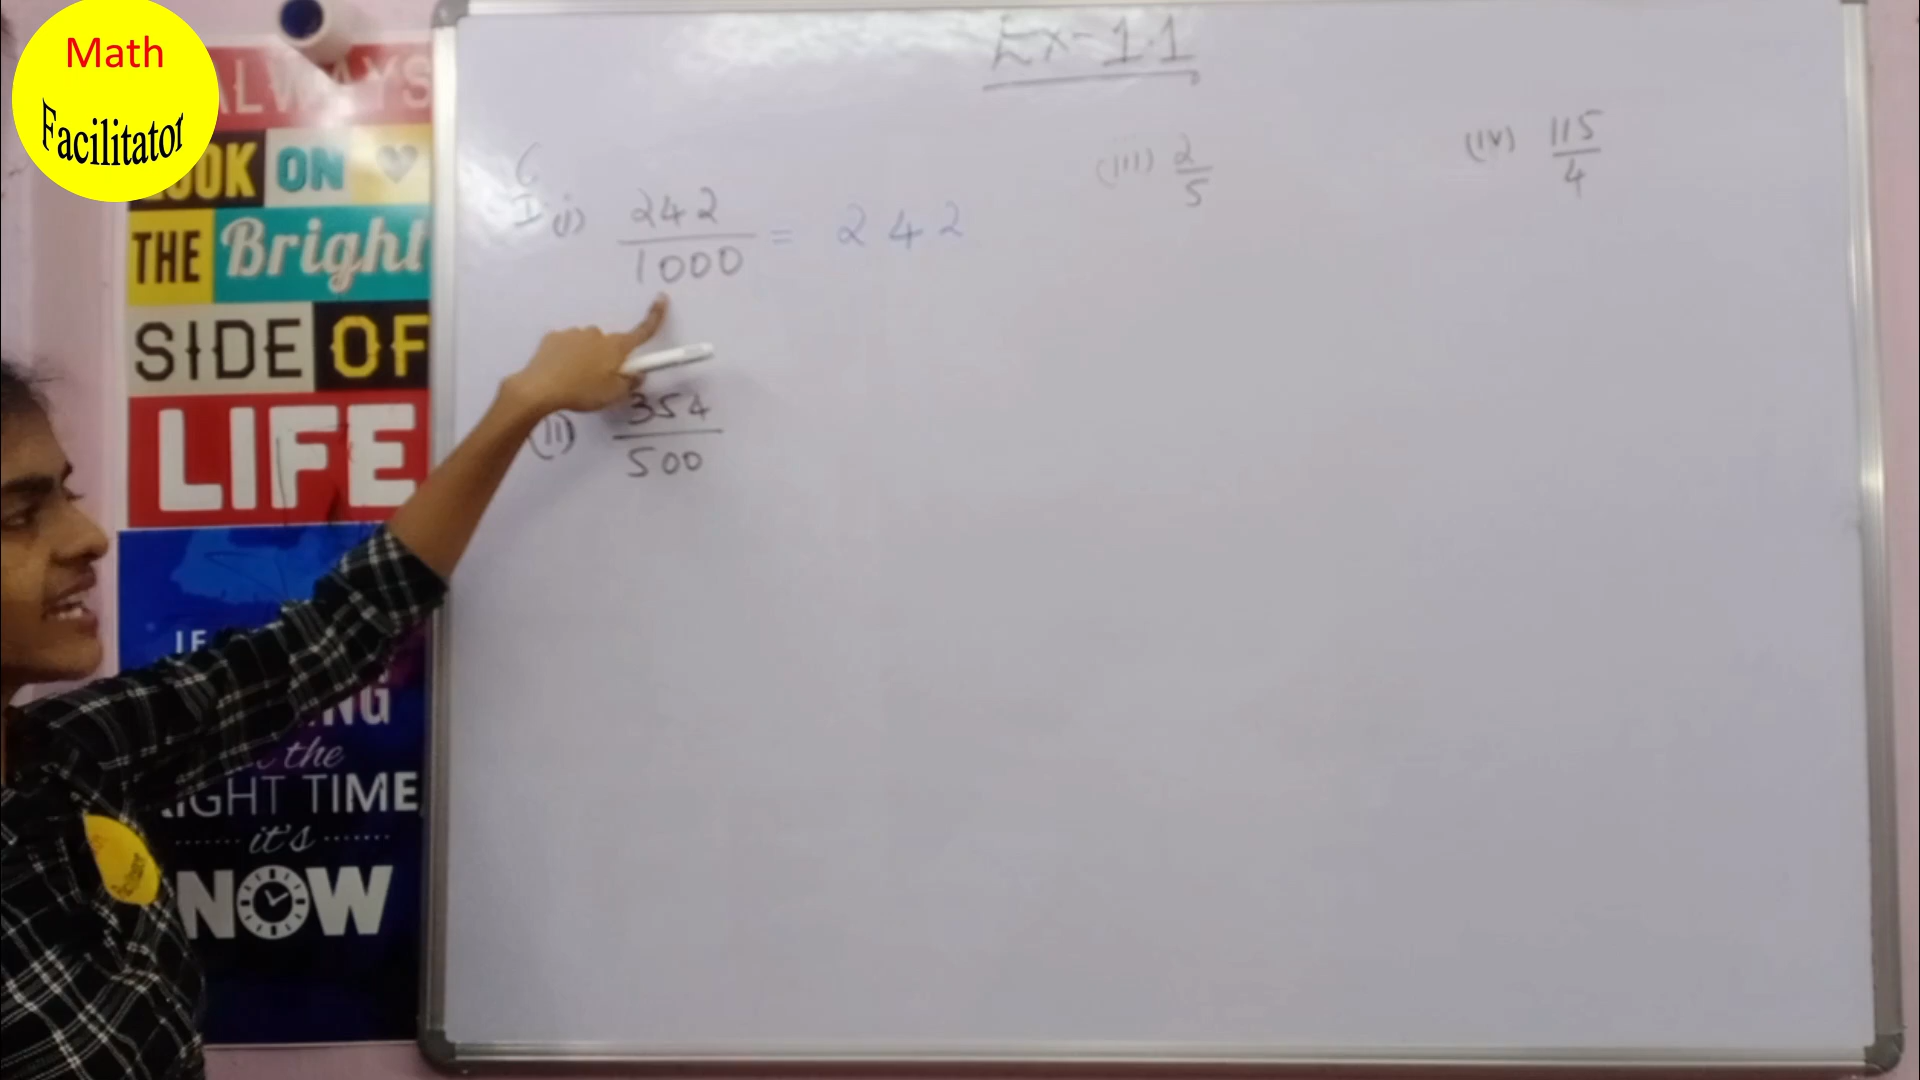 Math
Facilitator
ALWAYS
LOOK ON
THE Bright
SIDE OF
LIFE
IF
THE
RIGHT TIME,
it's
NOW
Ex-1.1
I (i) 242/1000 = 242
(ii) 354/500
(iii) 2/5
(iv) 115/4